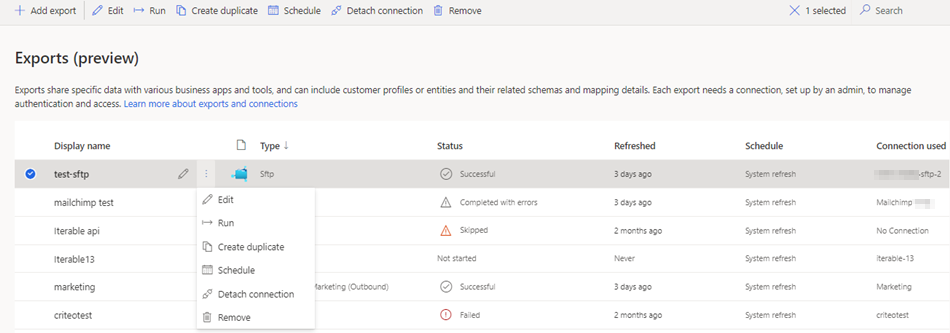 + Add export Edit Run Create duplicate Schedule Detach connection Remove 1 selected Search
Exports (preview)
Exports share specific data with various business apps and tools, and can include customer profiles or entities and their related schemas and mapping details. Each export needs a connection, set up by an admin, to manage
authentication and access. Learn more about exports and connections
Display name Type ↓ Status Refreshed Schedule Connection used
test-sftp Sftp Successful 3 days ago System refresh -sftp-2
mailchimp test Completed with errors 3 days ago System refresh Mailchimp
Iterable api Skipped 2 months ago System refresh No Connection
Iterable13 Not started Never System refresh iterable-13
marketing Marketing (Outbound) Successful 3 days ago System refresh Marketing
criteotest Failed 2 months ago System refresh Criteo
Edit
Run
Create duplicate
Schedule
Detach connection
Remove